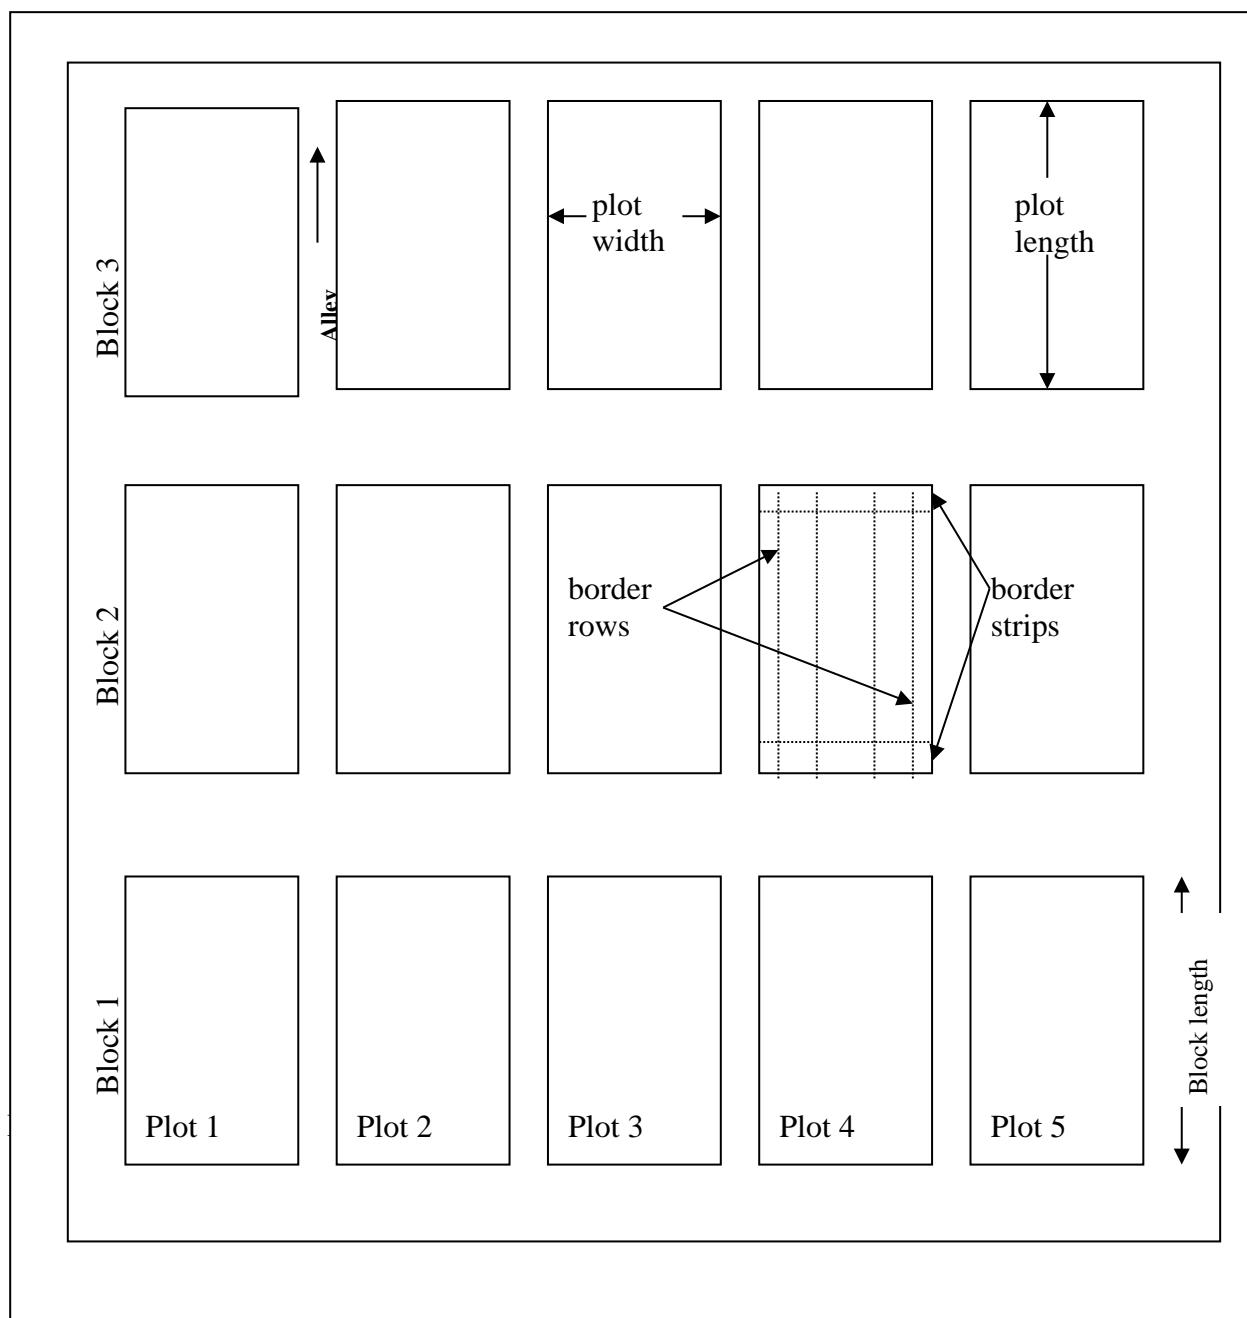 plot
width
plot
length
Block 3
Alley
border
rows
border
strips
Block 2
Block 1
Block length
Plot 1
Plot 2
Plot 3
Plot 4
Plot 5